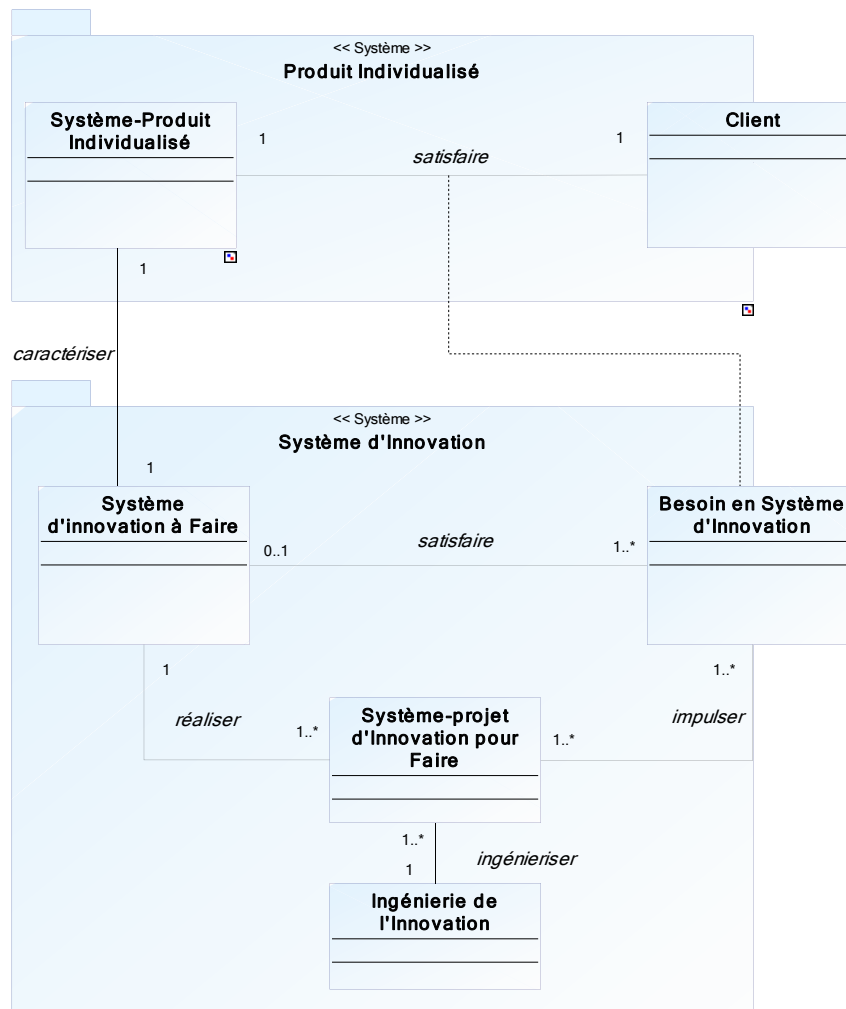 << Système >>
Produit Individualisé
Système-Produit
Individualisé
Client
1
1
satisfaire
1
caractériser
<< Système >>
Système d'Innovation
1
Système
d'innovation à Faire
Besoin en Système
d'Innovation
0..1
satisfaire
1..*
1
1..*
réaliser
1..*
Système-projet
d'Innovation pour
Faire
impulser
1..*
1..*
ingénieriser
1
Ingénierie de
l'Innovation